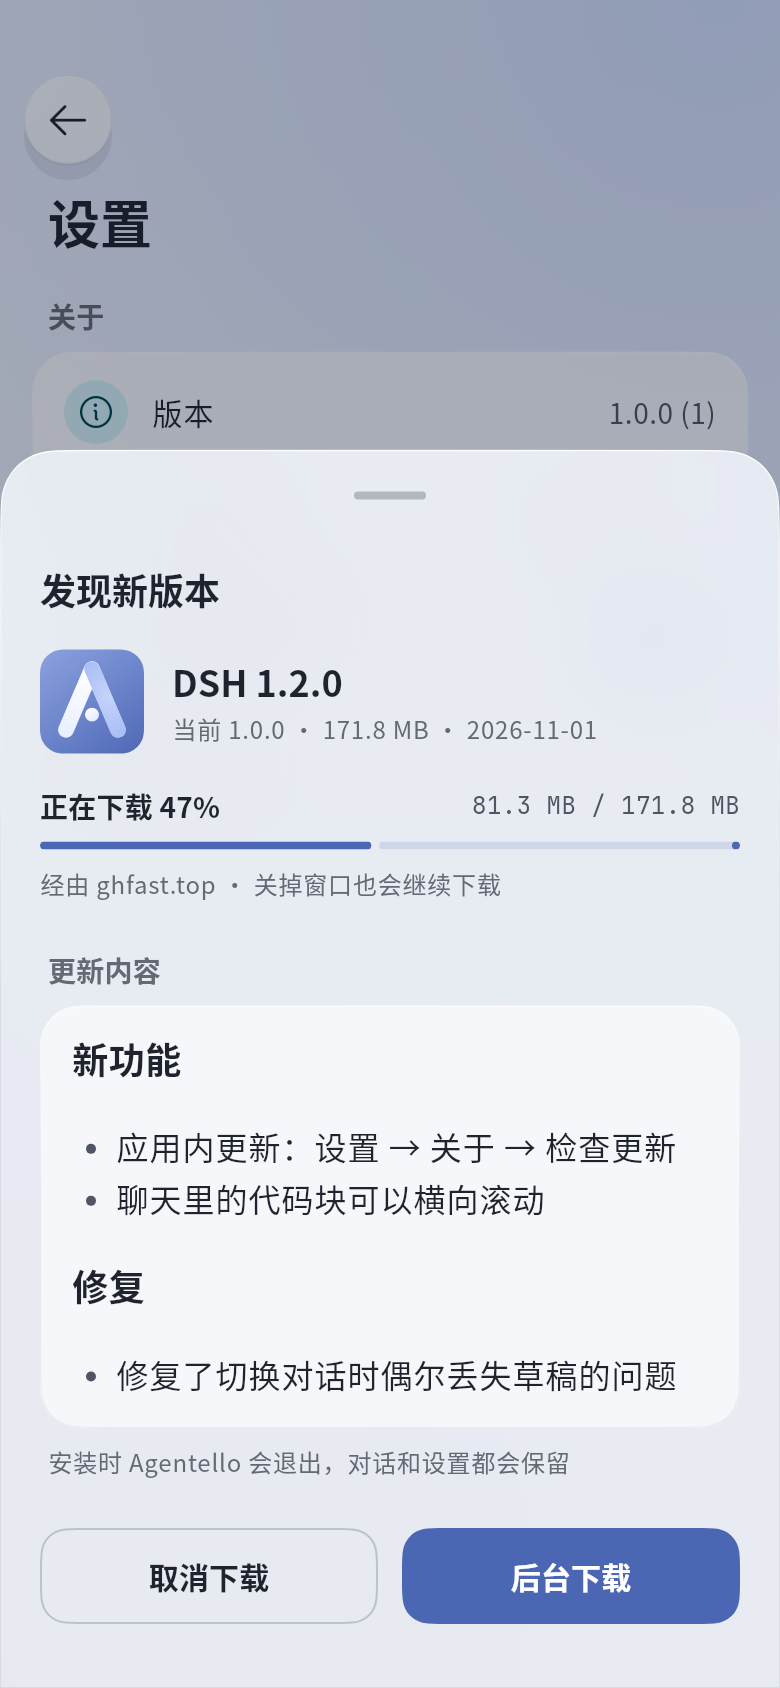 设置
关于
版本 1.0.0 (1)
发现新版本
DSH 1.2.0
当前 1.0.0 · 171.8 MB · 2026-11-01
正在下载 47% 81.3 MB / 171.8 MB
经由 ghfast.top · 关掉窗口也会继续下载
更新内容
新功能
• 应用内更新：设置 → 关于 → 检查更新
• 聊天里的代码块可以横向滚动
修复
• 修复了切换对话时偶尔丢失草稿的问题
安装时 Agentello 会退出，对话和设置都会保留
取消下载 后台下载